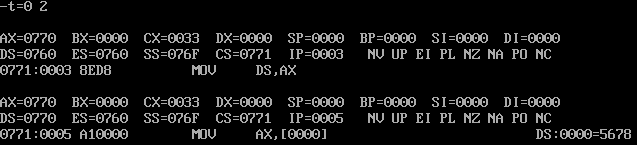 -t=0 2
AX=0770 BX=0000 CX=0033 DX=0000 SP=0000 BP=0000 SI=0000 DI=0000
DS=0760 ES=0760 SS=076F CS=0771 IP=0003 NV UP EI PL NZ NA PO NC
0771:0003 8ED8 MOV DS,AX
AX=0770 BX=0000 CX=0033 DX=0000 SP=0000 BP=0000 SI=0000 DI=0000
DS=0770 ES=0760 SS=076F CS=0771 IP=0005 NV UP EI PL NZ NA PO NC
0771:0005 A10000 MOV AX,[0000] DS:0000=5678